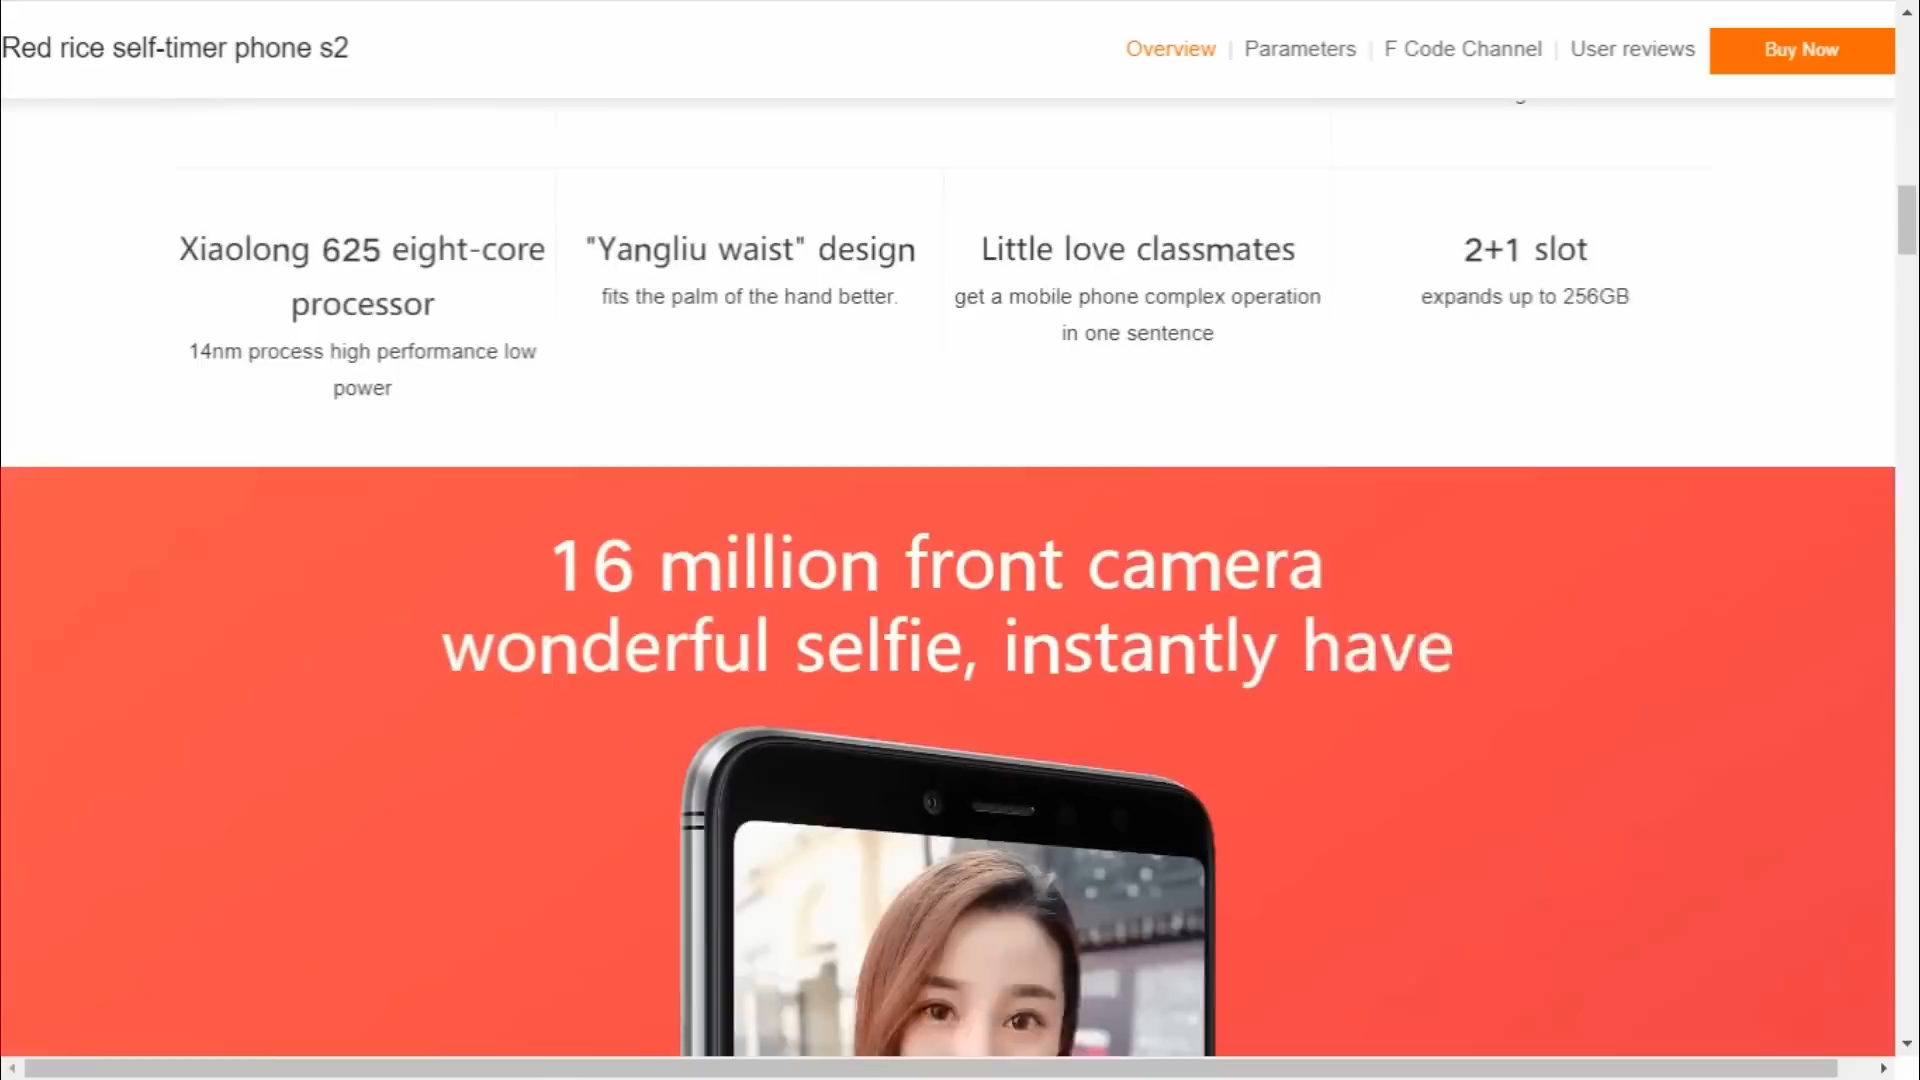 Red rice self-timer phone s2
Overview | Parameters | F Code Channel | User reviews
Buy Now
Xiaolong 625 eight-core
processor
14nm process high performance low
power
"Yangliu waist" design
fits the palm of the hand better.
Little love classmates
get a mobile phone complex operation
in one sentence
2+1 slot
expands up to 256GB
16 million front camera
wonderful selfie, instantly have